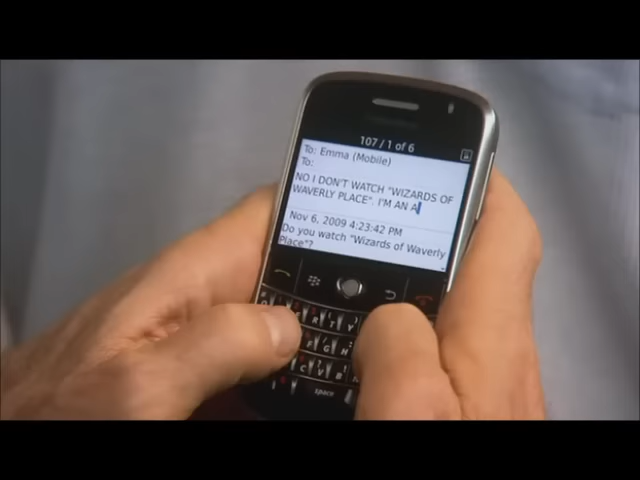 107 / 1 of 6
To: Emma (Mobile)
To:
NO I DON'T WATCH "WIZARDS OF
WAVERLY PLACE". I'M AN A
Nov 6, 2009 4:23:42 PM
Do you watch "Wizards of Waverly
Place"?
R T Y
F G H
C V B
space